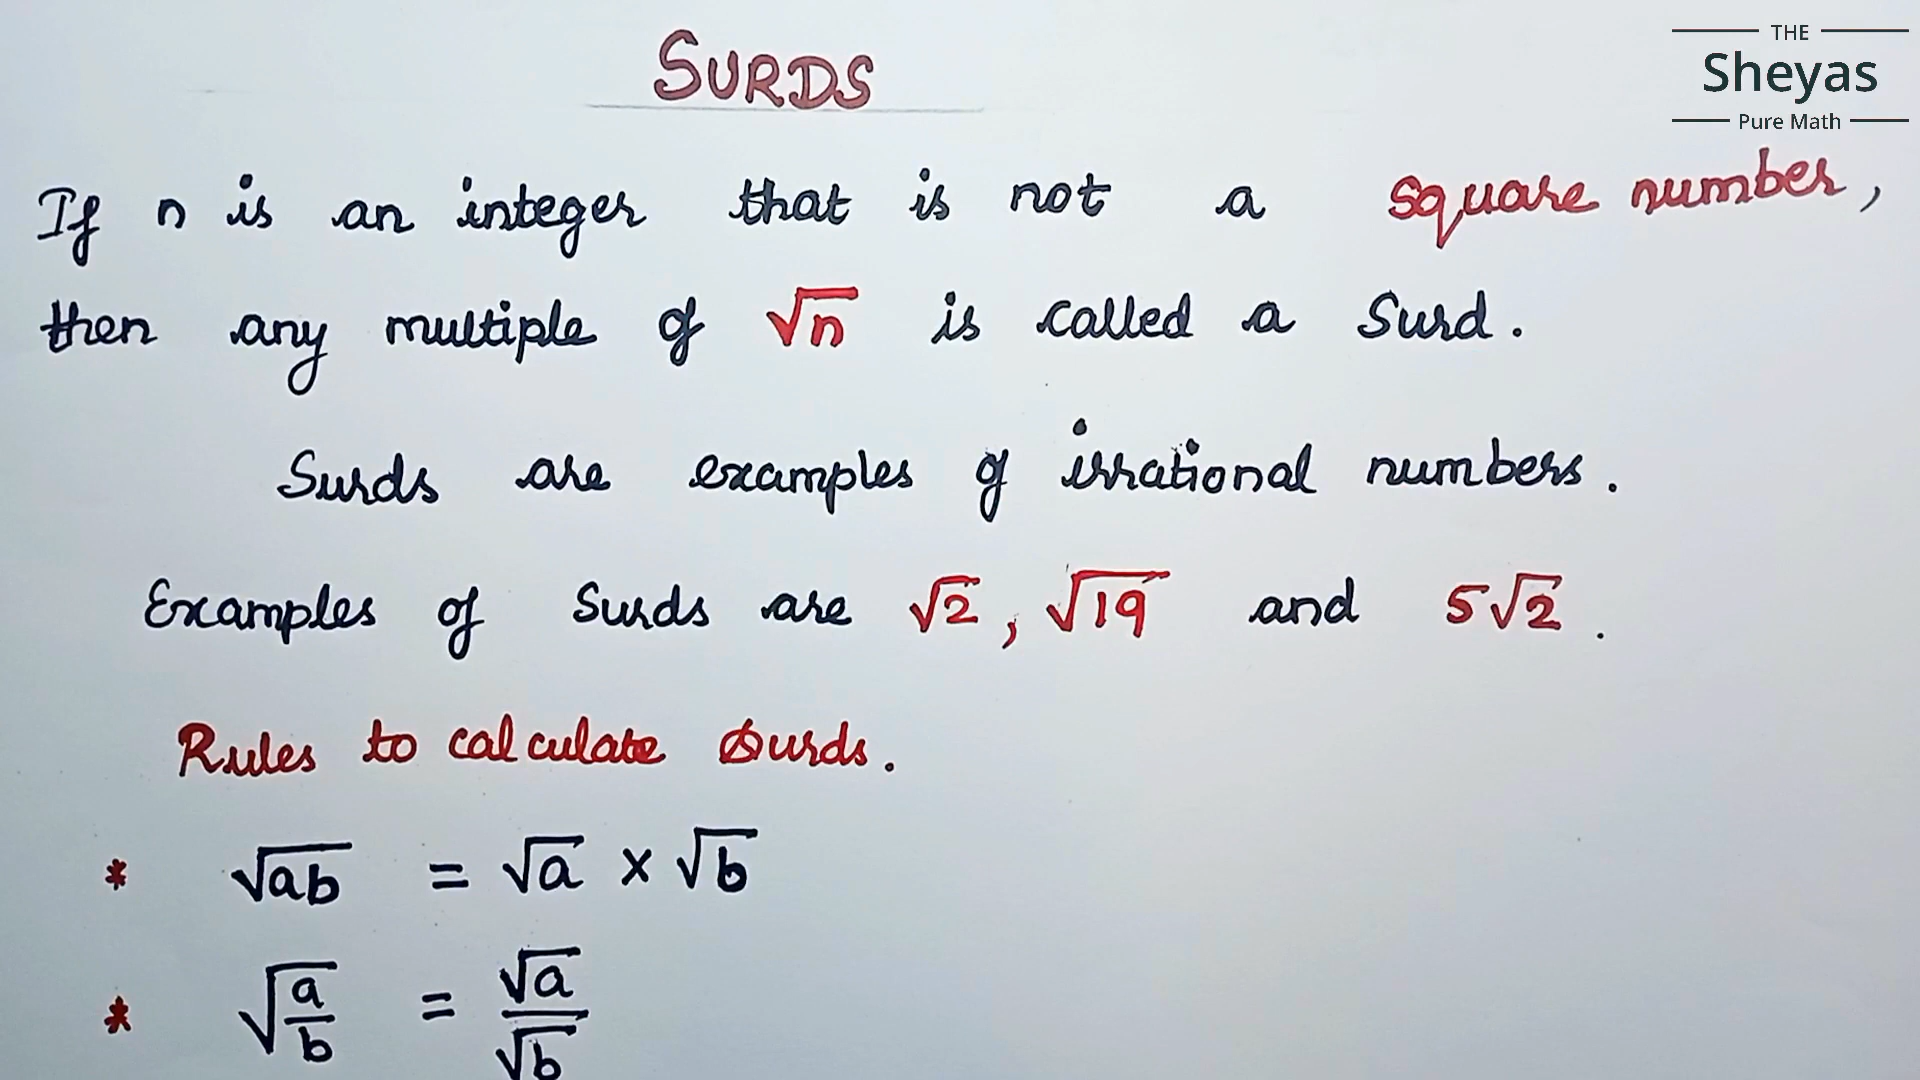 SURDS
THE
Sheyas
Pure Math
If n is an integer that is not a square number,
then any multiple of √n is called a Surd.
Surds are examples of irrational numbers.
Examples of Surds are √2, √19 and 5√2.
Rules to calculate Surds.
* √ab = √a × √b
* √(a/b) = √a/√b